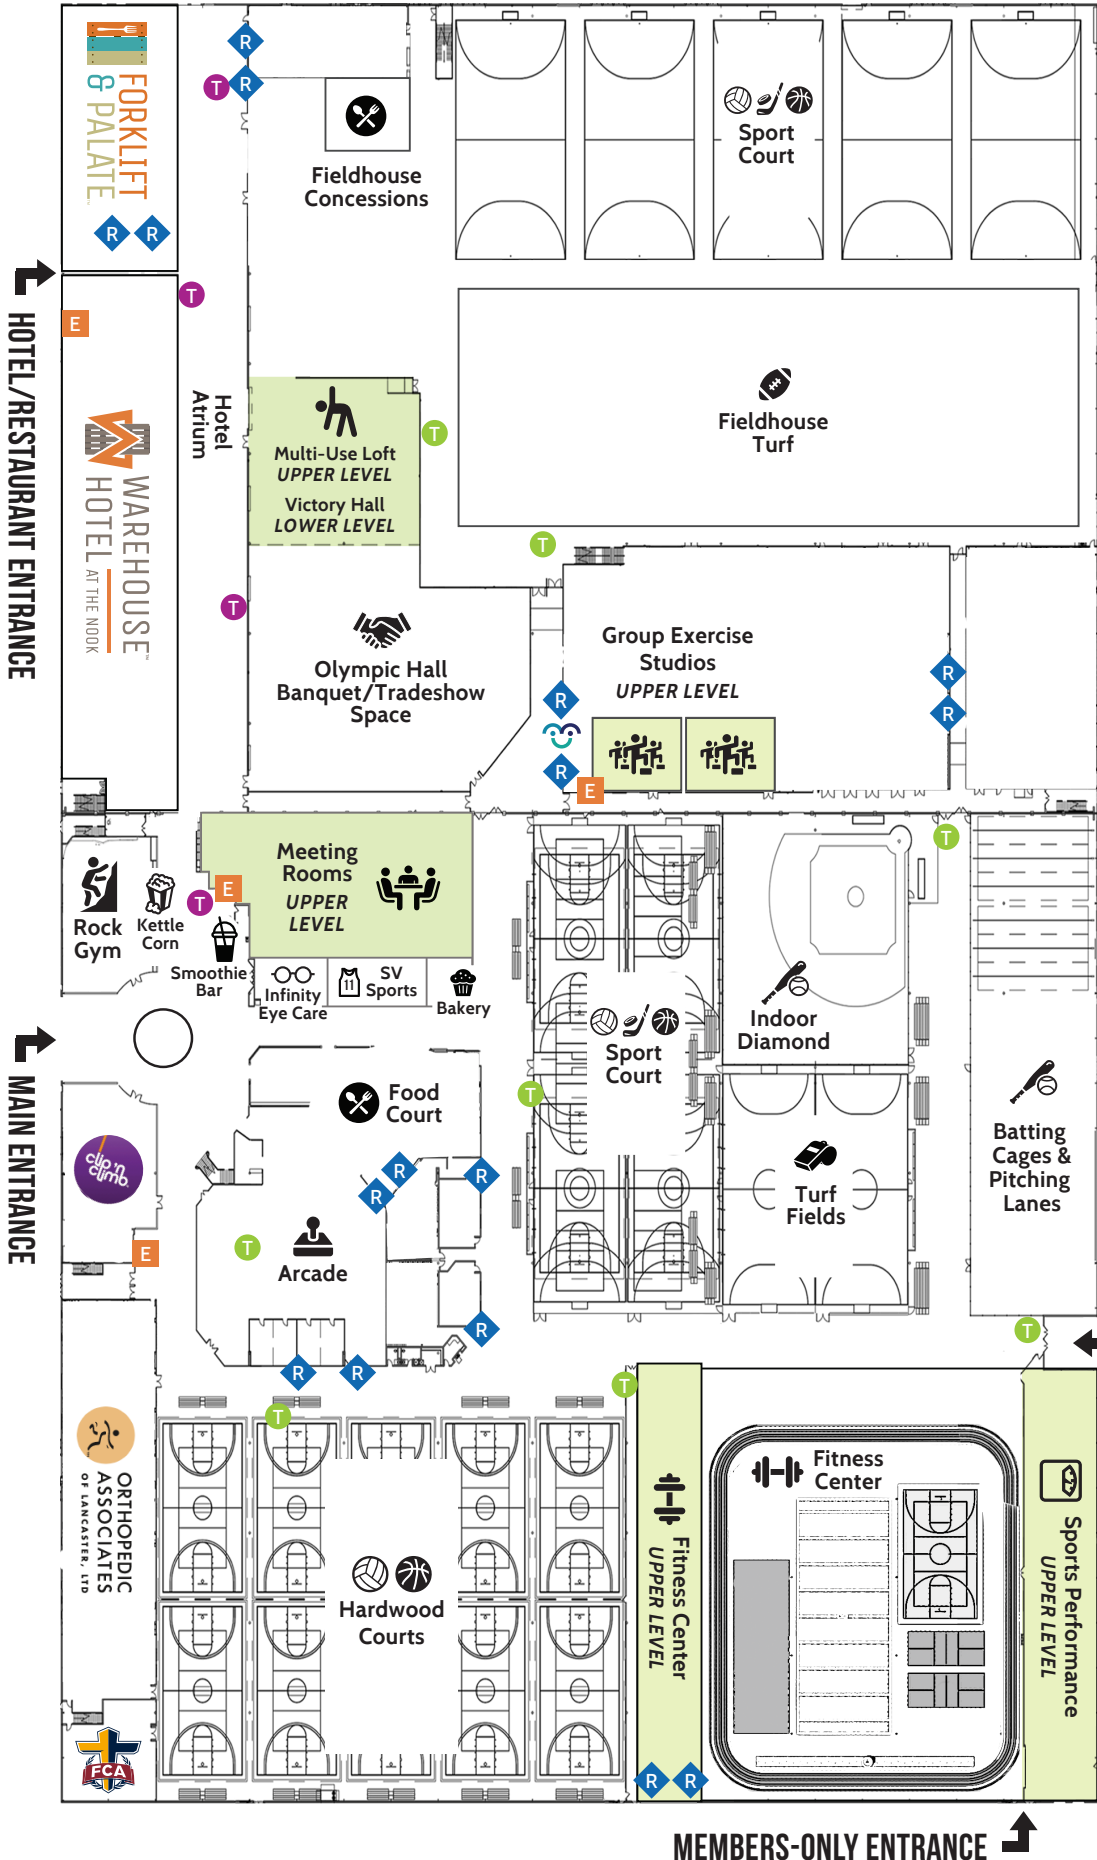 R
R
T
FORKLIFT
& PALATE
R
R
Fieldhouse
Concessions
Sport
Court
HOTEL/RESTAURANT ENTRANCE
T
E
Hotel
Atrium
WAREHOUSE™
HOTEL AT THE NOOK
Multi-Use Loft
UPPER LEVEL
Victory Hall
LOWER LEVEL
T
Fieldhouse
Turf
T
T
Olympic Hall
Banquet/Tradeshow
Space
Group Exercise
Studios
UPPER LEVEL
R
R
R
R
E
Meeting
Rooms
UPPER
LEVEL
T
E
T
Rock
Gym
Kettle
Corn
Smoothie
Bar
Infinity
Eye Care
11
SV
Sports
Bakery
Sport
Court
Indoor
Diamond
MAIN ENTRANCE
Food
Court
T
clip'n
climb.
Batting
Cages &
Pitching
Lanes
R
R
R
Turf
Fields
T
E
Arcade
R
R
R
T
T
T
ORTHOPEDIC
ASSOCIATES
OF LANCASTER, LTD
Fitness
Center
Fitness Center
UPPER LEVEL
Sports Performance
UPPER LEVEL
Hardwood
Courts
FCA
R
R
MEMBERS-ONLY ENTRANCE